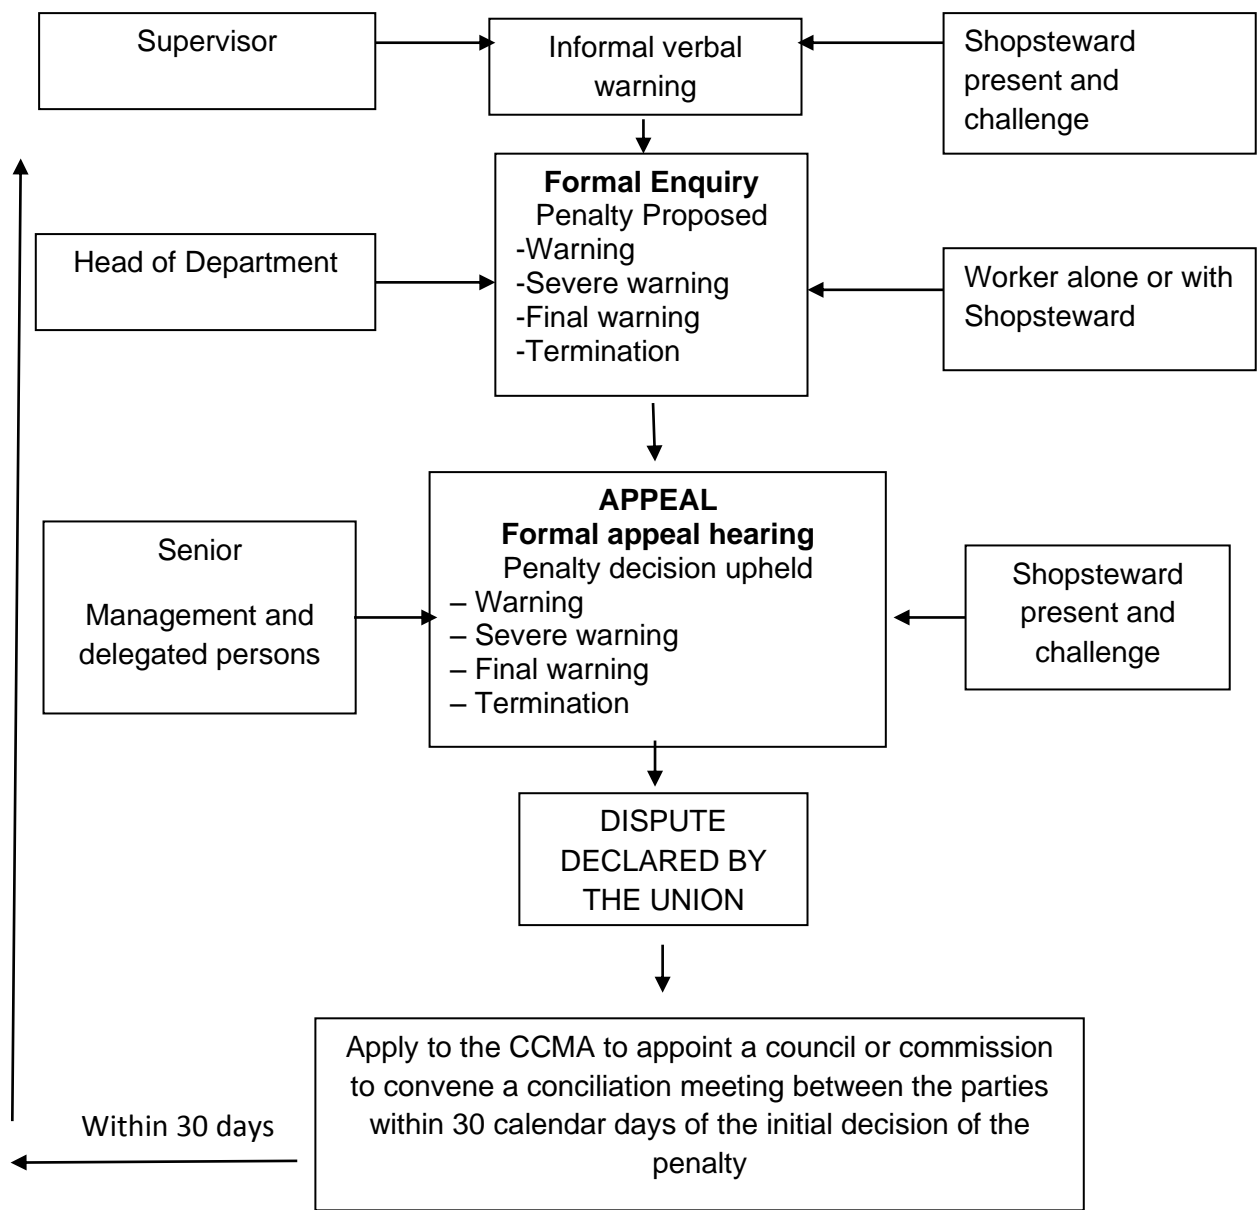 Supervisor
Informal verbal
warning
Shopsteward
present and
challenge
Formal Enquiry
Penalty Proposed
-Warning
-Severe warning
-Final warning
-Termination
Head of Department
Worker alone or with
Shopsteward
APPEAL
Formal appeal hearing
Penalty decision upheld
– Warning
– Severe warning
– Final warning
– Termination
Senior
Management and
delegated persons
Shopsteward
present and
challenge
DISPUTE
DECLARED BY
THE UNION
Apply to the CCMA to appoint a council or commission
to convene a conciliation meeting between the parties
within 30 calendar days of the initial decision of the
penalty
Within 30 days